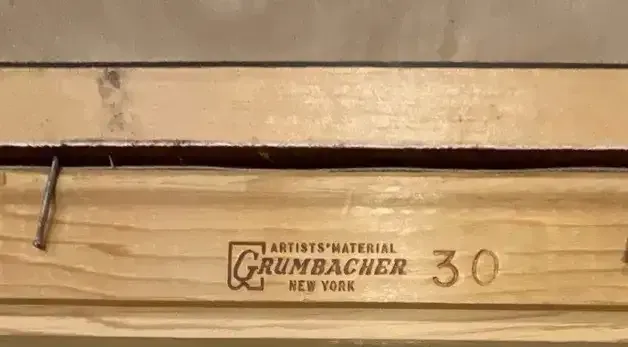 ARTISTS' MATERIAL
GRUMBACHER 30
NEW YORK